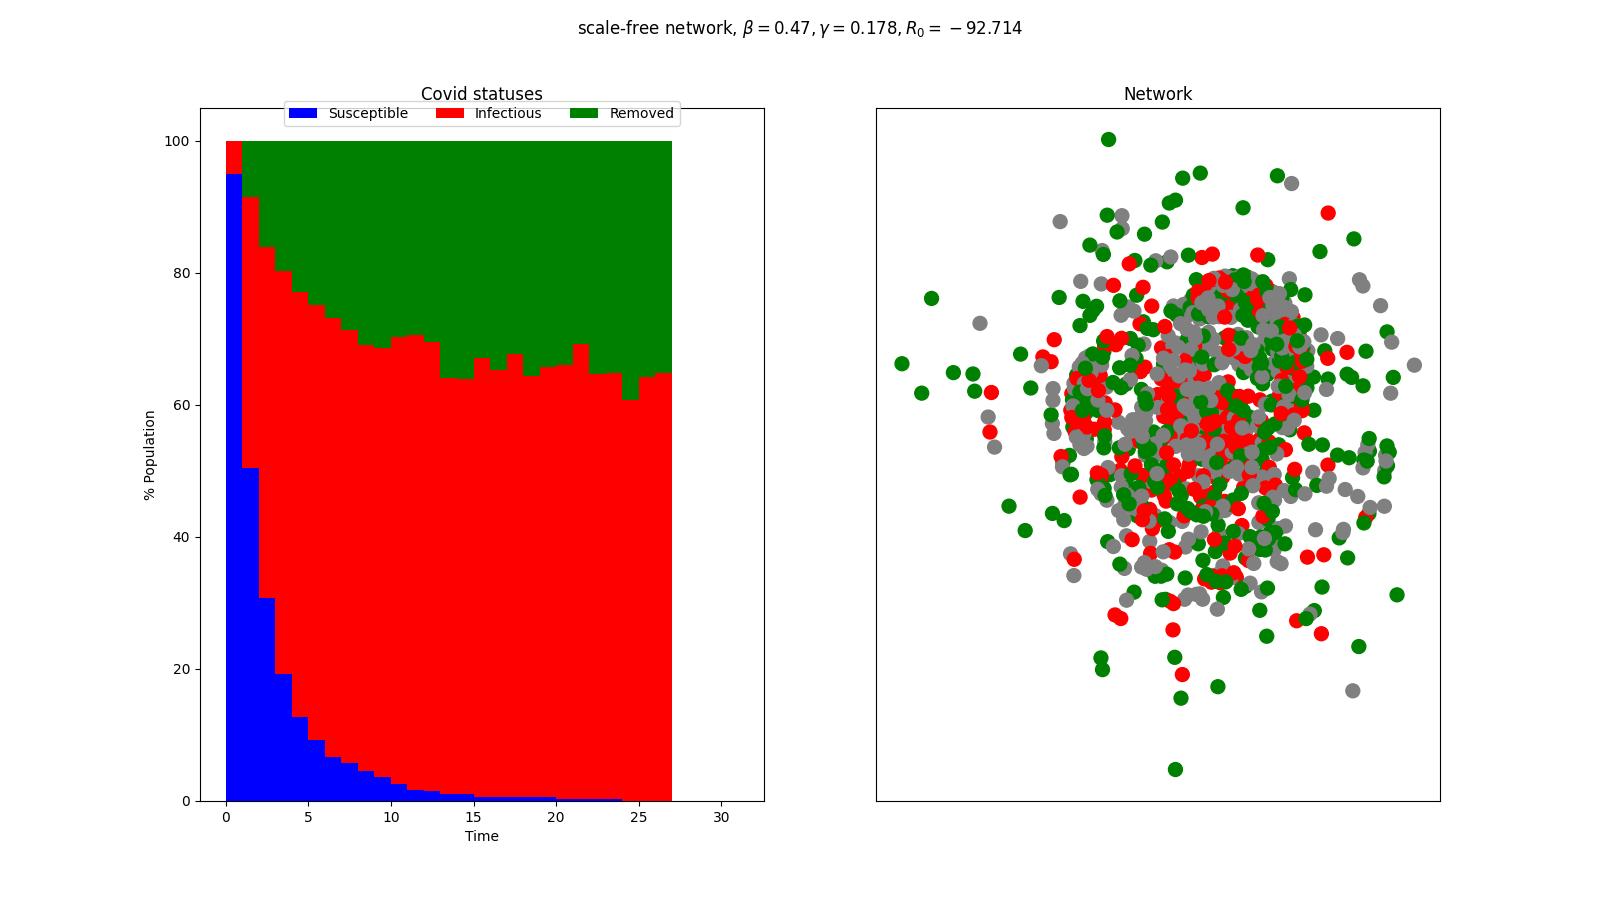 scale-free network, β = 0.47, γ = 0.178, R₀ = − 92.714
Covid statuses
Susceptible Infectious Removed
100
80
60
40
20
0
% Population
0 5 10 15 20 25 30
Time
Network